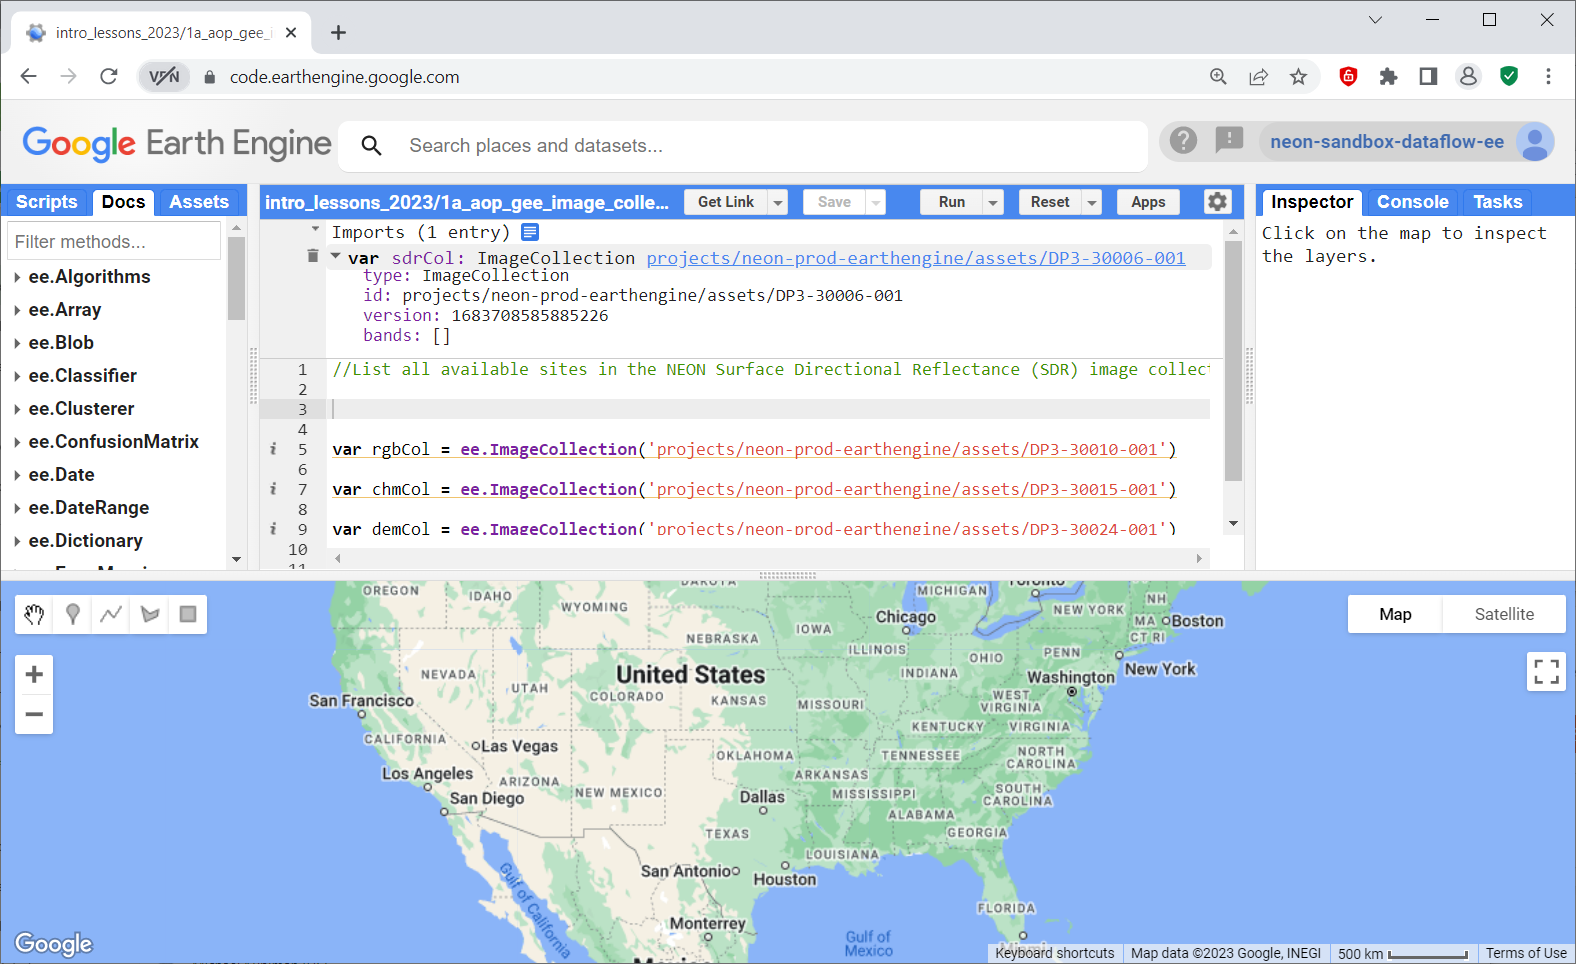 intro_lessons_2023/1a_aop_gee_i
VPN code.earthengine.google.com
Google Earth Engine
Search places and datasets...
neon-sandbox-dataflow-ee
Scripts Docs Assets
Filter methods...
ee.Algorithms
ee.Array
ee.Blob
ee.Classifier
ee.Clusterer
ee.ConfusionMatrix
ee.Date
ee.DateRange
ee.Dictionary
intro_lessons_2023/1a_aop_gee_image_colle... Get Link Save Run Reset Apps
Imports (1 entry)
var sdrCol: ImageCollection projects/neon-prod-earthengine/assets/DP3-30006-001
type: ImageCollection
id: projects/neon-prod-earthengine/assets/DP3-30006-001
version: 1683708585885226
bands: []
1 //List all available sites in the NEON Surface Directional Reflectance (SDR) image collect
2
3
4
i 5 var rgbCol = ee.ImageCollection('projects/neon-prod-earthengine/assets/DP3-30010-001')
6
i 7 var chmCol = ee.ImageCollection('projects/neon-prod-earthengine/assets/DP3-30015-001')
8
i 9 var demCol = ee.ImageCollection('projects/neon-prod-earthengine/assets/DP3-30024-001')
10
11
Inspector Console Tasks
Click on the map to inspect
the layers.
Map Satellite
DAKOTA
Toronto
OREGON
IDAHO
WYOMING
MICHIGAN
NH
NEW YORK
MA
Boston
CT RI
Chicago
IOWA
NEBRASKA
ILLINOIS
OHIO
PENN
New York
United States
INDIANA
Washington
NEVADA
UTAH
COLORADO
KANSAS
MISSOURI
WEST
VIRGINIA
San Francisco
KENTUCKY
VIRGINIA
CALIFORNIA
Las Vegas
OKLAHOMA
TENNESSEE
NORTH
CAROLINA
Los Angeles
ARIZONA
NEW MEXICO
ARKANSAS
San Diego
Dallas
MISSISSIPPI
SOUTH
CAROLINA
ALABAMA
TEXAS
GEORGIA
LOUISIANA
San Antonio
Houston
Gulf of California
FLORIDA
Monterrey
Gulf of
Mexico
Miami
Google
Keyboard shortcuts Map data ©2023 Google, INEGI 500 km Terms of Use